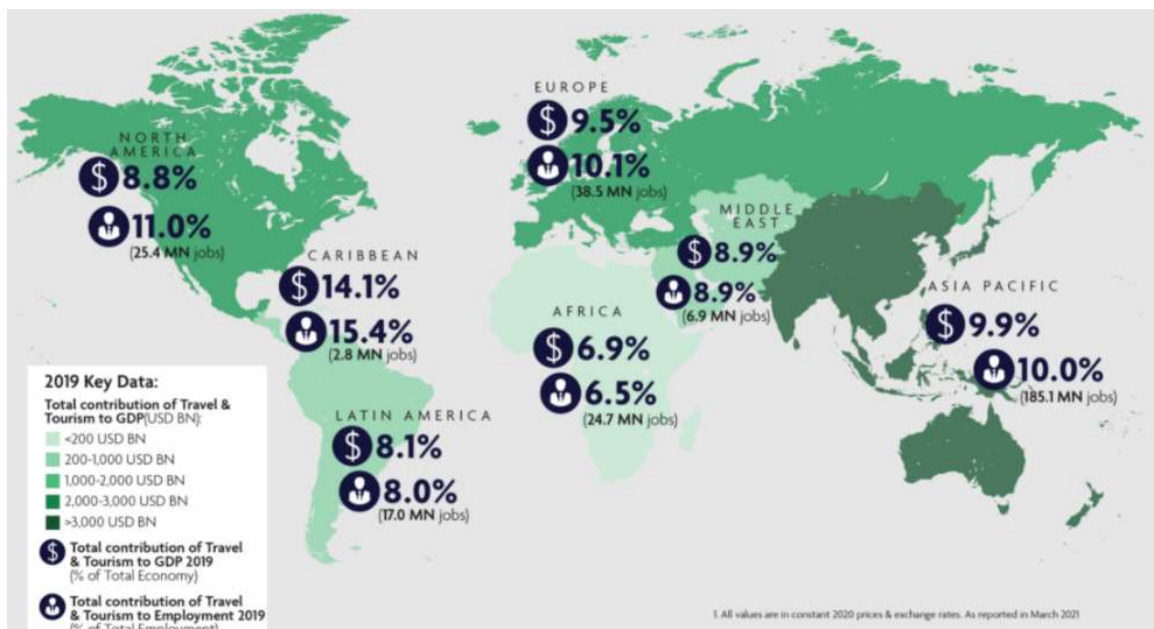 EUROPE
$ 9.5%
10.1%
(38.5 MN jobs)
NORTH
AMERICA
$ 8.8%
11.0%
(25.4 MN jobs)
MIDDLE
EAST
$ 8.9%
8.9%
(6.9 MN jobs)
CARIBBEAN
$ 14.1%
15.4%
(2.8 MN jobs)
ASIA PACIFIC
$ 9.9%
10.0%
(185.1 MN jobs)
AFRICA
$ 6.9%
6.5%
(24.7 MN jobs)
LATIN AMERICA
$ 8.1%
8.0%
(17.0 MN jobs)
2019 Key Data:
Total contribution of Travel &
Tourism to GDP(USD BN):
<200 USD BN
200-1,000 USD BN
1,000-2,000 USD BN
2,000-3,000 USD BN
>3,000 USD BN
$ Total contribution of Travel
& Tourism to GDP 2019
(% of Total Economy)
Total contribution of Travel
& Tourism to Employment 2019
(% of Total Employment)
1. All values are in constant 2020 prices & exchange rates. As reported in March 2021